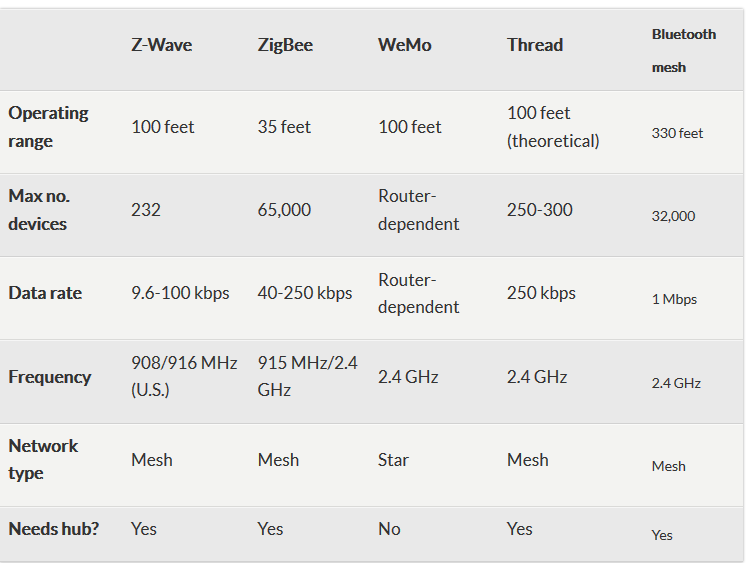 Z-Wave ZigBee WeMo Thread Bluetooth
mesh
Operating
range 100 feet 35 feet 100 feet 100 feet
(theoretical) 330 feet
Max no.
devices 232 65,000 Router-
dependent 250-300 32,000
Data rate 9.6-100 kbps 40-250 kbps Router-
dependent 250 kbps 1 Mbps
Frequency 908/916 MHz
(U.S.) 915 MHz/2.4
GHz 2.4 GHz 2.4 GHz 2.4 GHz
Network
type Mesh Mesh Star Mesh Mesh
Needs hub? Yes Yes No Yes Yes